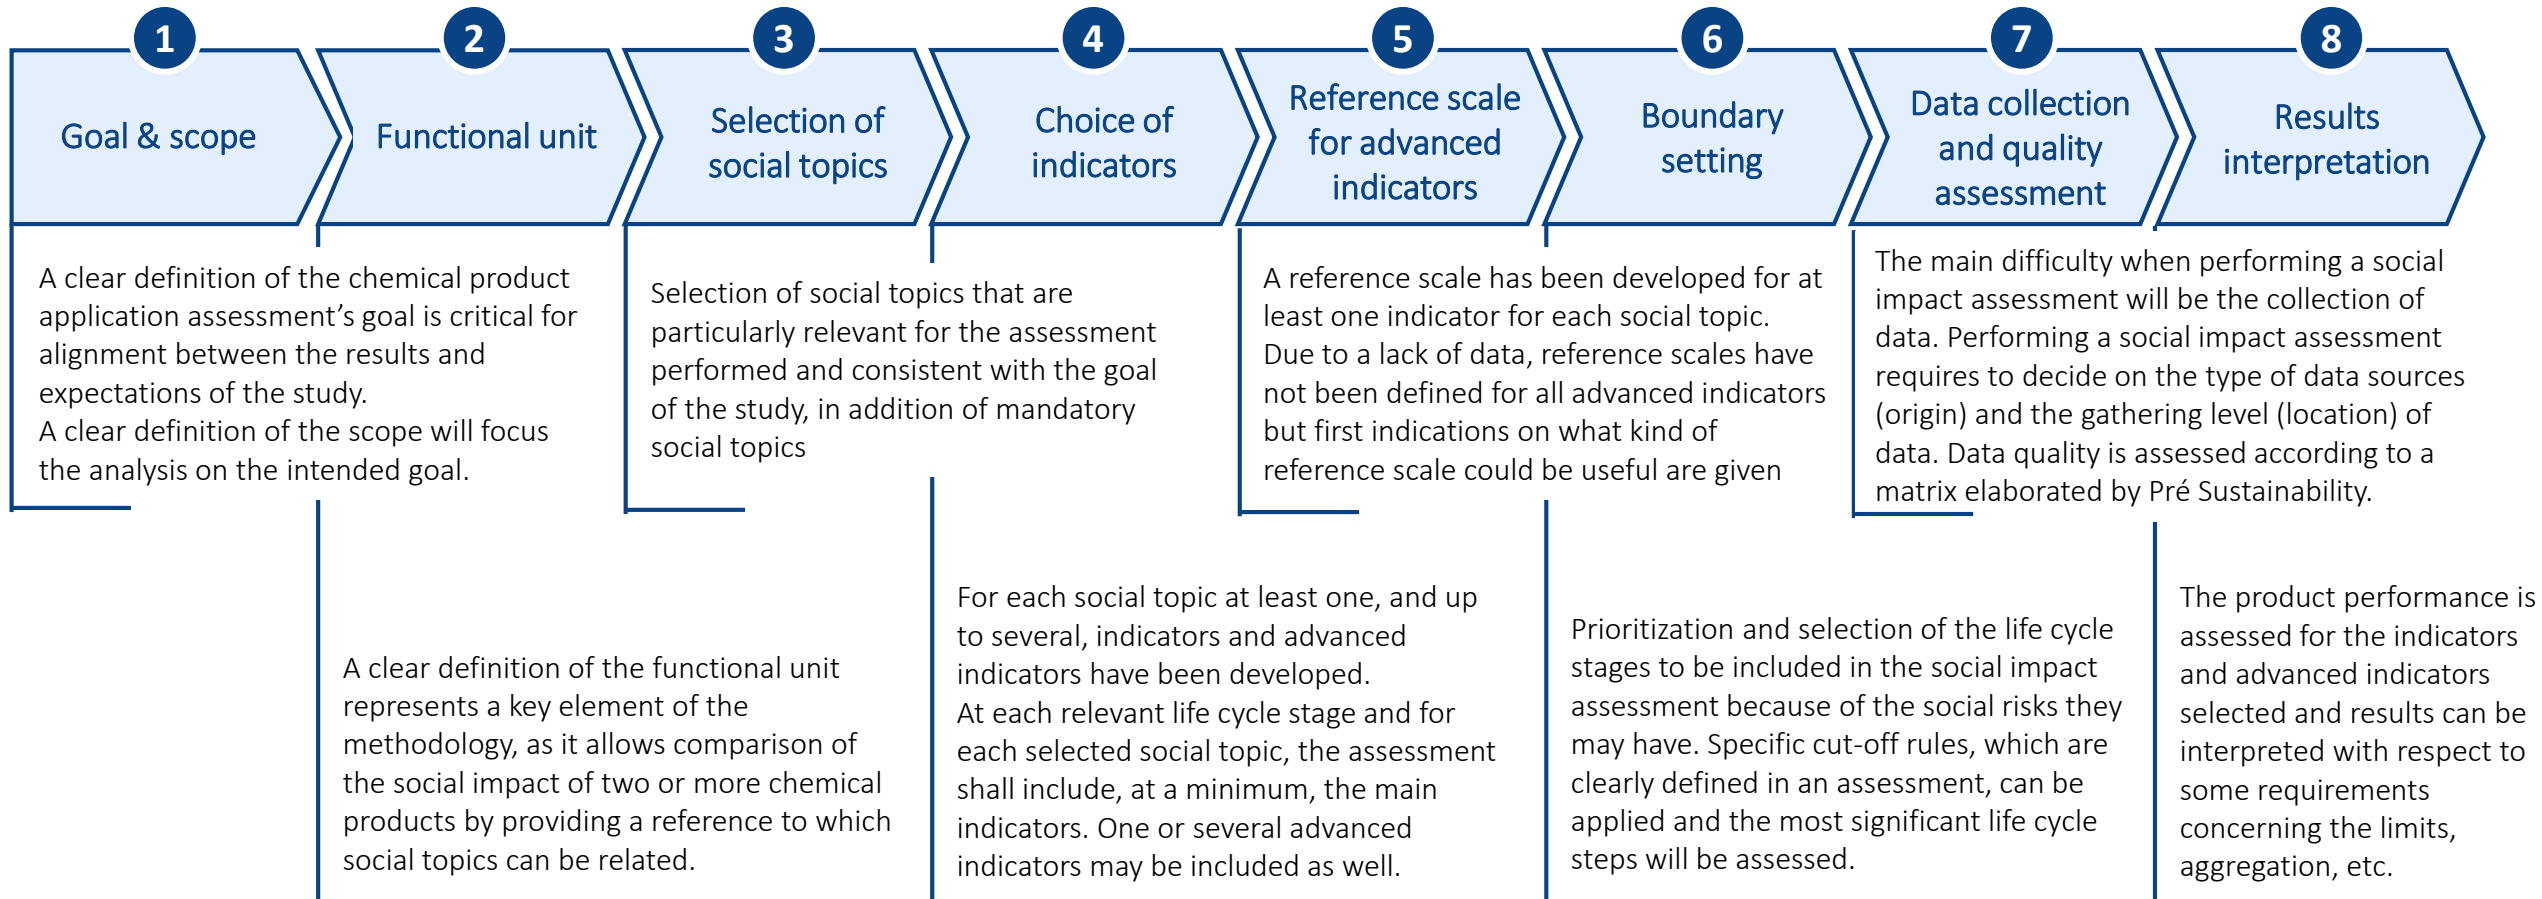 1
Goal & scope
2
Functional unit
3
Selection of
social topics
4
Choice of
indicators
5
Reference scale
for advanced
indicators
6
Boundary
setting
7
Data collection
and quality
assessment
8
Results
interpretation
A clear definition of the chemical product
application assessment’s goal is critical for
alignment between the results and
expectations of the study.
A clear definition of the scope will focus
the analysis on the intended goal.
A clear definition of the functional unit
represents a key element of the
methodology, as it allows comparison of
the social impact of two or more chemical
products by providing a reference to which
social topics can be related.
Selection of social topics that are
particularly relevant for the assessment
performed and consistent with the goal
of the study, in addition of mandatory
social topics
For each social topic at least one, and up
to several, indicators and advanced
indicators have been developed.
At each relevant life cycle stage and for
each selected social topic, the assessment
shall include, at a minimum, the main
indicators. One or several advanced
indicators may be included as well.
A reference scale has been developed for at
least one indicator for each social topic.
Due to a lack of data, reference scales have
not been defined for all advanced indicators
but first indications on what kind of
reference scale could be useful are given
Prioritization and selection of the life cycle
stages to be included in the social impact
assessment because of the social risks they
may have. Specific cut-off rules, which are
clearly defined in an assessment, can be
applied and the most significant life cycle
steps will be assessed.
The main difficulty when performing a social
impact assessment will be the collection of
data. Performing a social impact assessment
requires to decide on the type of data sources
(origin) and the gathering level (location) of
data. Data quality is assessed according to a
matrix elaborated by Pré Sustainability.
The product performance is
assessed for the indicators
and advanced indicators
selected and results can be
interpreted with respect to
some requirements
concerning the limits,
aggregation, etc.